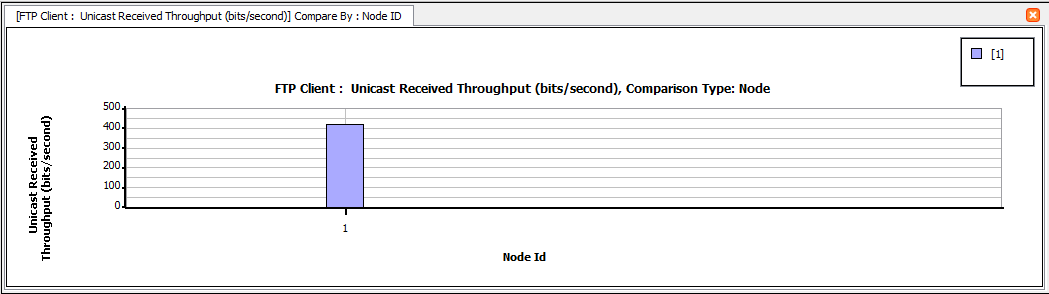 [FTP Client :  Unicast Received Throughput (bits/second)] Compare By : Node ID
[1]
FTP Client :  Unicast Received Throughput (bits/second), Comparison Type: Node
Unicast Received
Throughput (bits/second)
500
400
300
200
100
0
1
Node Id